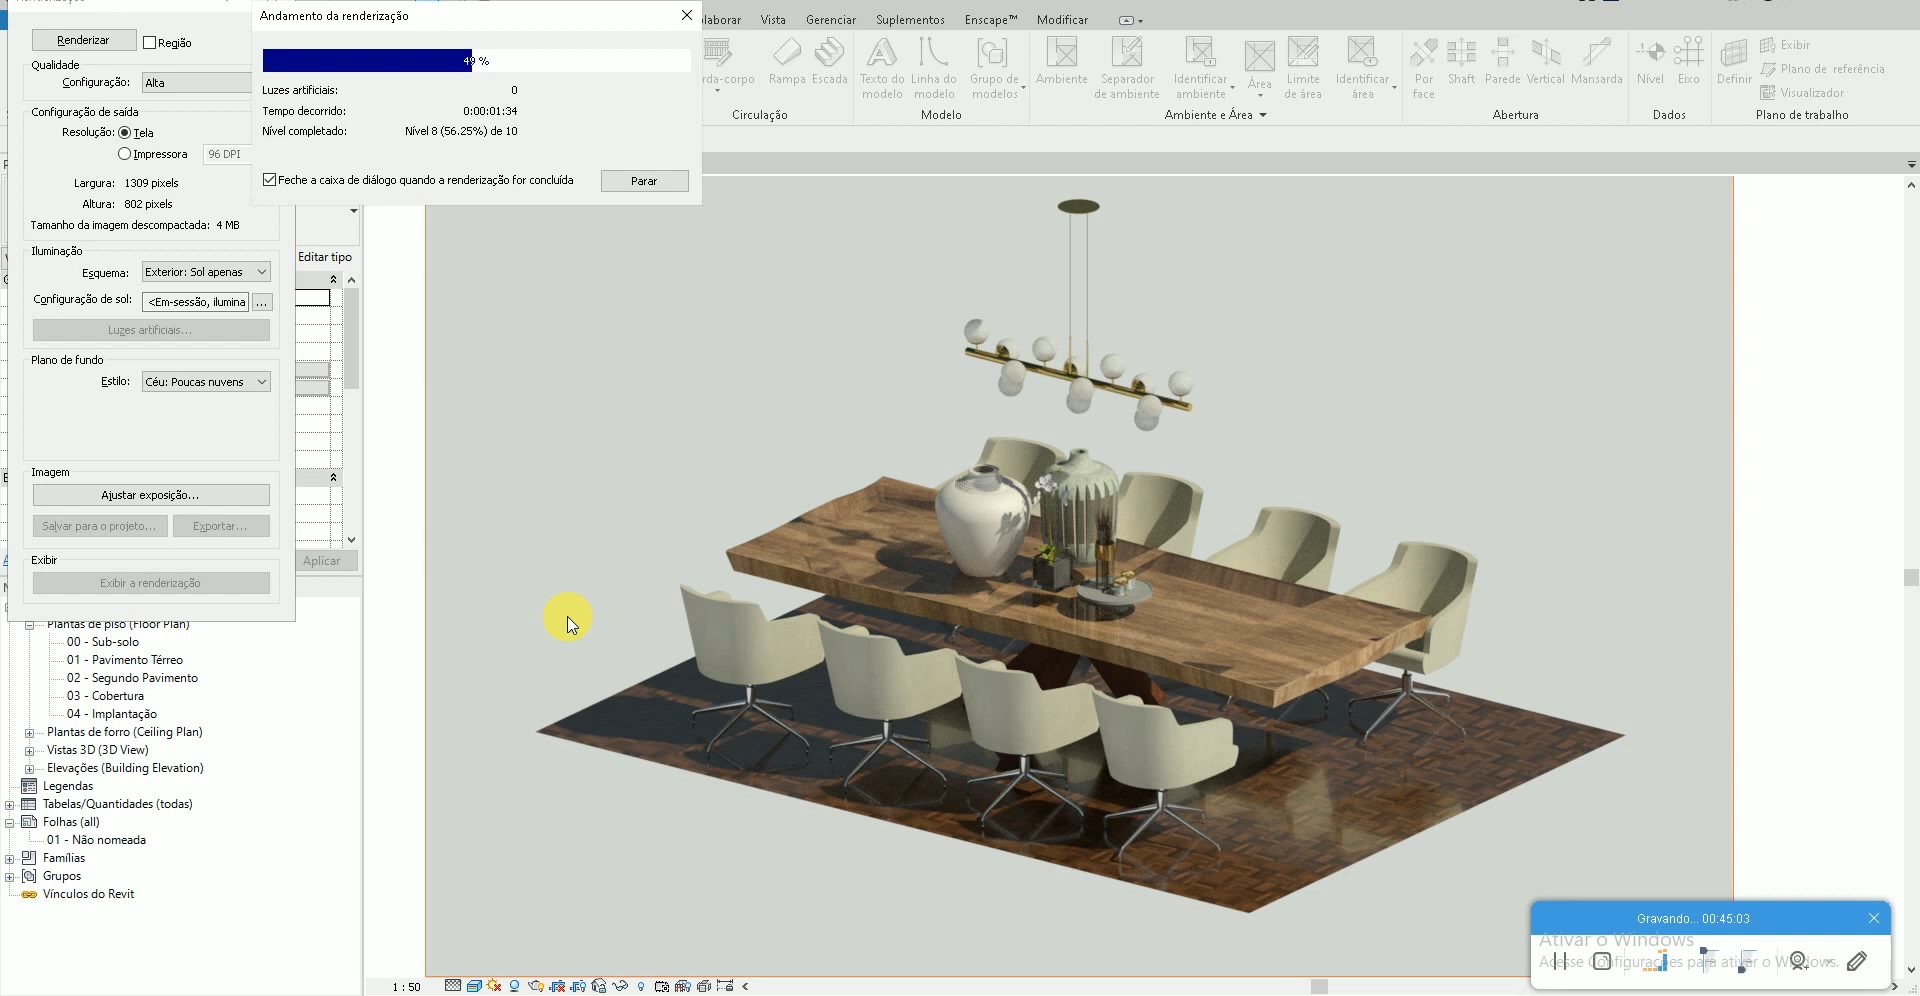 Andamento da renderização
laborar Vista Gerenciar Suplementos Enscape™ Modificar
Renderizar
Região
49 %
Qualidade
Configuração: Alta
Luzes artificiais: 0
Tempo decorrido: 0:00:01:34
Nível completado: Nível 8 (56.25%) de 10
Feche a caixa de diálogo quando a renderização for concluída
Parar
rda-corpo Rampa Escada
Circulação
Texto do modelo
Linha do modelo
Grupo de modelos
Modelo
Ambiente
Separador de ambiente
Identificar ambiente
Área
Limite de área
Identificar área
Ambiente e Área
Por face
Shaft Parede Vertical Mansarda
Abertura
Nível Eixo
Dados
Definir
Exibir
Plano de referência
Visualizador
Plano de trabalho
Configuração de saída
Resolução: Tela
Impressora 96 DPI
Largura: 1309 pixels
Altura: 802 pixels
Tamanho da imagem descompactada: 4 MB
Iluminação
Esquema: Exterior: Sol apenas
Configuração de sol: <Em-sessão, ilumina ...
Luzes artificiais...
Plano de fundo
Estilo: Céu: Poucas nuvens
Imagem
Ajustar exposição...
Salvar para o projeto... Exportar...
Exibir
Exibir a renderização
Editar tipo
Aplicar
Plantas de piso (Floor Plan)
00 - Sub-solo
01 - Pavimento Térreo
02 - Segundo Pavimento
03 - Cobertura
04 - Implantação
Plantas de forro (Ceiling Plan)
Vistas 3D (3D View)
Elevações (Building Elevation)
Legendas
Tabelas/Quantidades (todas)
Folhas (all)
01 - Não nomeada
Famílias
Grupos
Vínculos do Revit
1 : 50
Gravando... 00:45:03
Ativar o Windows
Acesse Configurações para ativar o Windows.